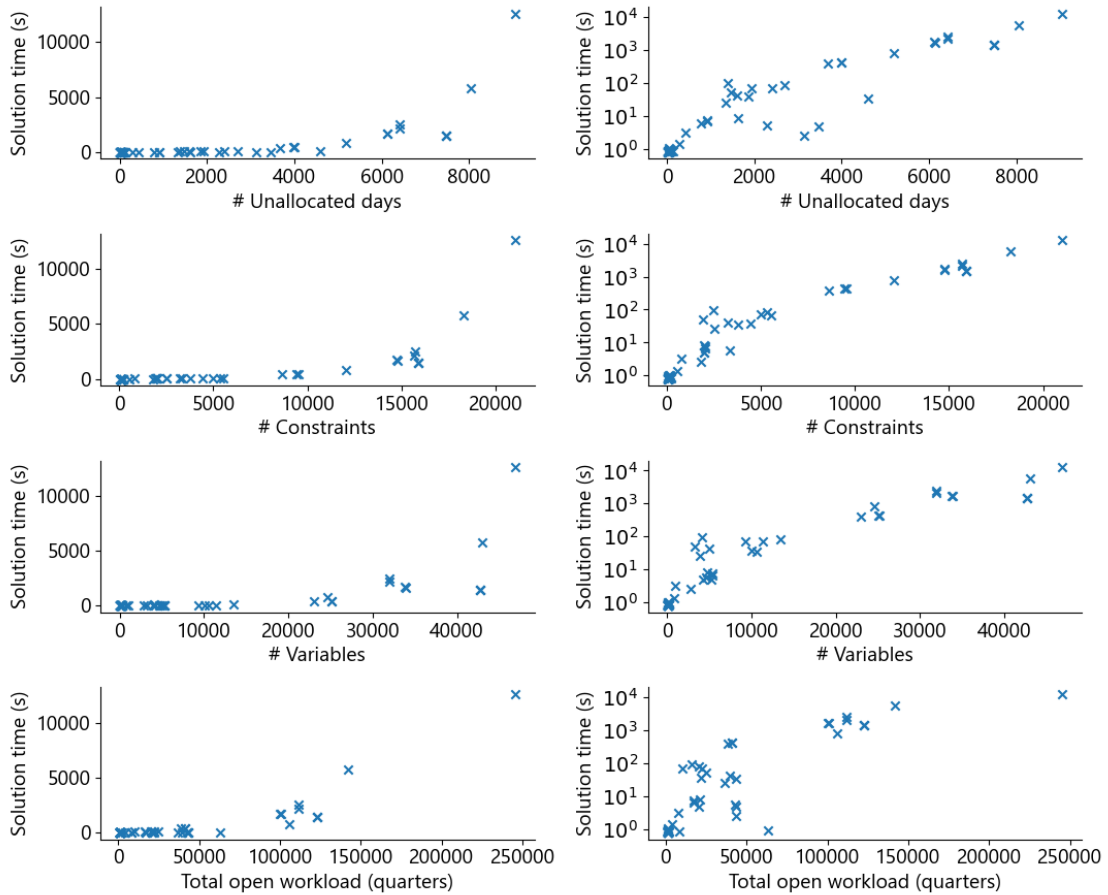 Solution time (s)
10000
5000
0
0 2000 4000 6000 8000
# Unallocated days
Solution time (s)
10⁴
10³
10²
10¹
10⁰
0 2000 4000 6000 8000
# Unallocated days
Solution time (s)
10000
5000
0
0 5000 10000 15000 20000
# Constraints
Solution time (s)
10⁴
10³
10²
10¹
10⁰
0 5000 10000 15000 20000
# Constraints
Solution time (s)
10000
5000
0
0 10000 20000 30000 40000
# Variables
Solution time (s)
10⁴
10³
10²
10¹
10⁰
0 10000 20000 30000 40000
# Variables
Solution time (s)
10000
5000
0
0 50000 100000 150000 200000 250000
Total open workload (quarters)
Solution time (s)
10⁴
10³
10²
10¹
10⁰
0 50000 100000 150000 200000 250000
Total open workload (quarters)